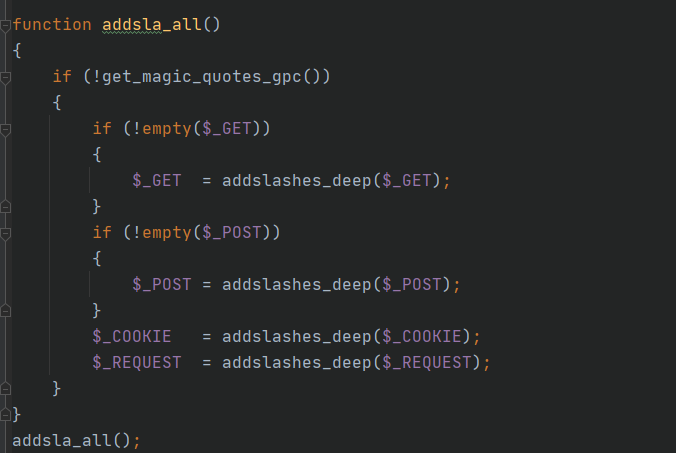 function addsla_all()
{
    if (!get_magic_quotes_gpc())
    {
        if (!empty($_GET))
        {
            $_GET  = addslashes_deep($_GET);
        }
        if (!empty($_POST))
        {
            $_POST = addslashes_deep($_POST);
        }
        $_COOKIE   = addslashes_deep($_COOKIE);
        $_REQUEST  = addslashes_deep($_REQUEST);
    }
}
addsla_all();